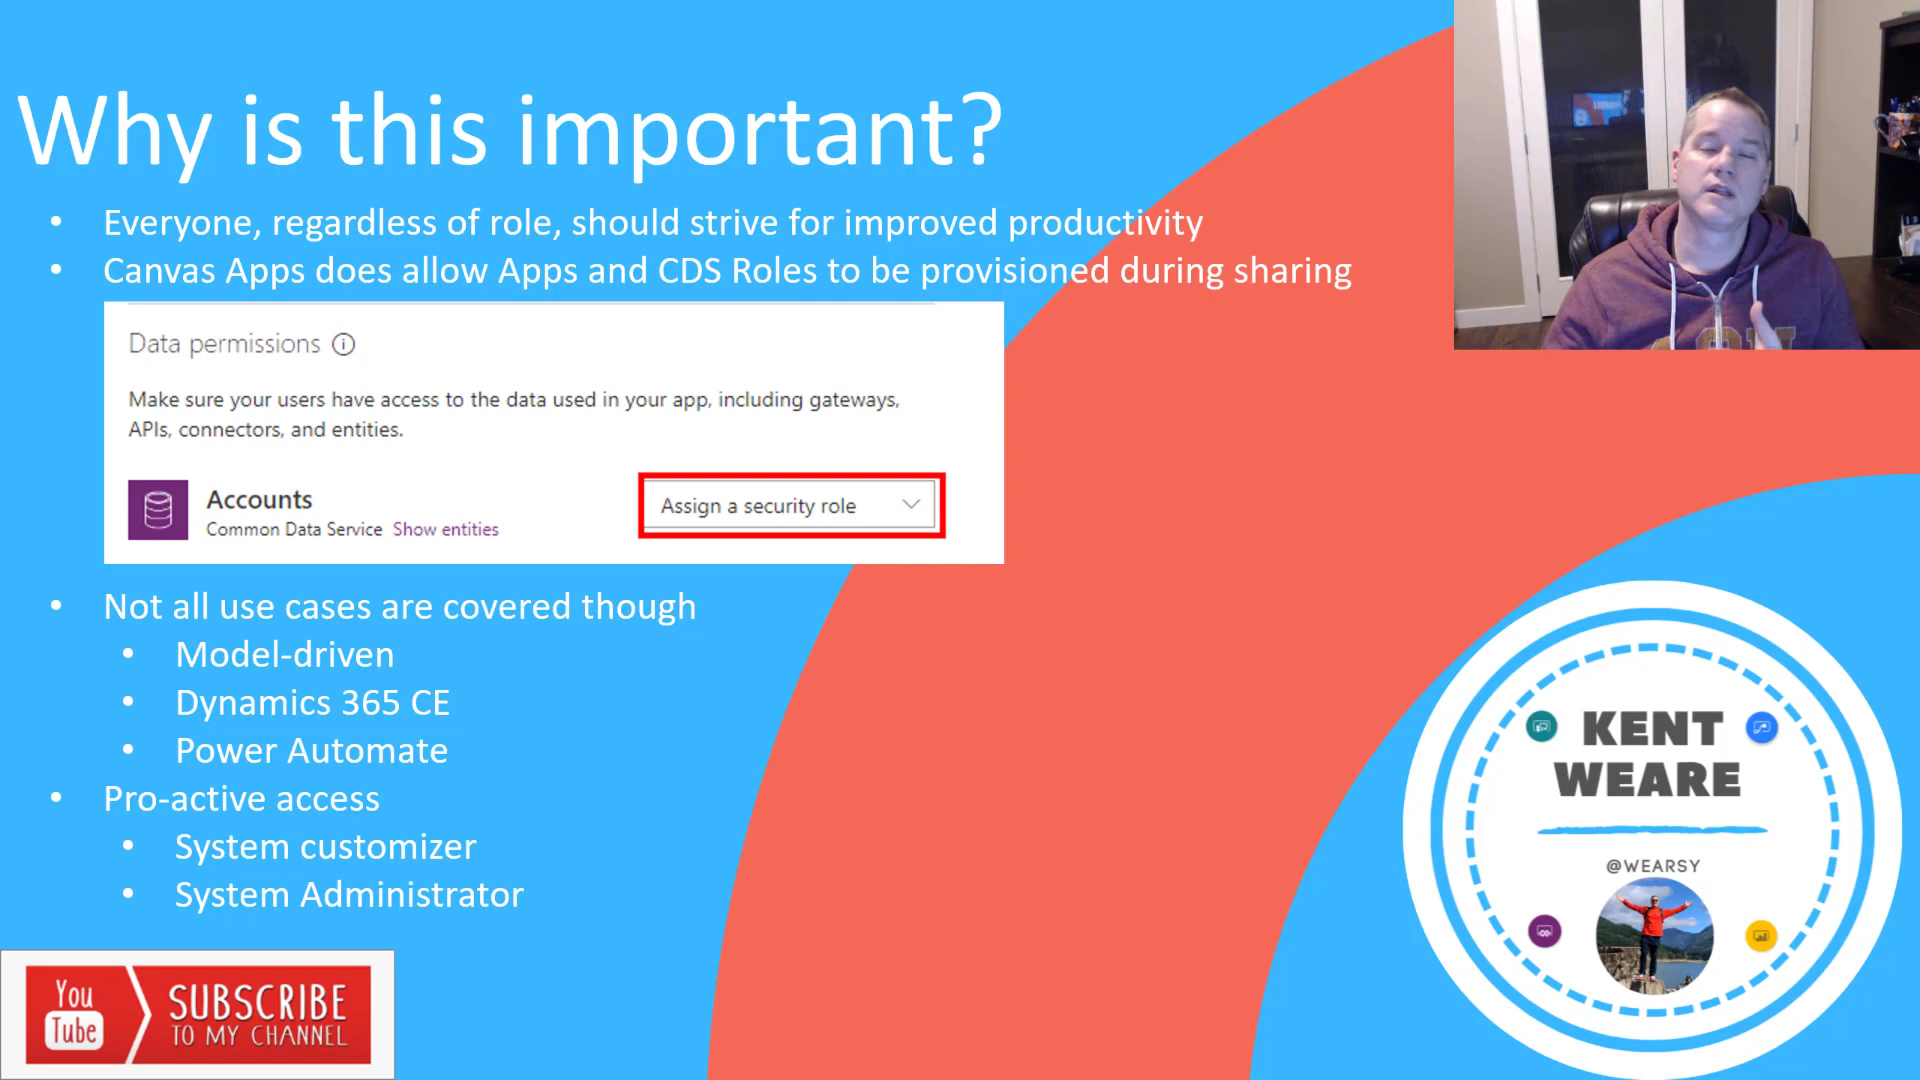 Why is this important?
• Everyone, regardless of role, should strive for improved productivity
• Canvas Apps does allow Apps and CDS Roles to be provisioned during sharing
Data permissions
Make sure your users have access to the data used in your app, including gateways,
APIs, connectors, and entities.
Accounts
Common Data Service Show entities
Assign a security role
• Not all use cases are covered though
• Model-driven
• Dynamics 365 CE
• Power Automate
• Pro-active access
• System customizer
• System Administrator
You
Tube
SUBSCRIBE
TO MY CHANNEL
KENT
WEARE
@WEARSY